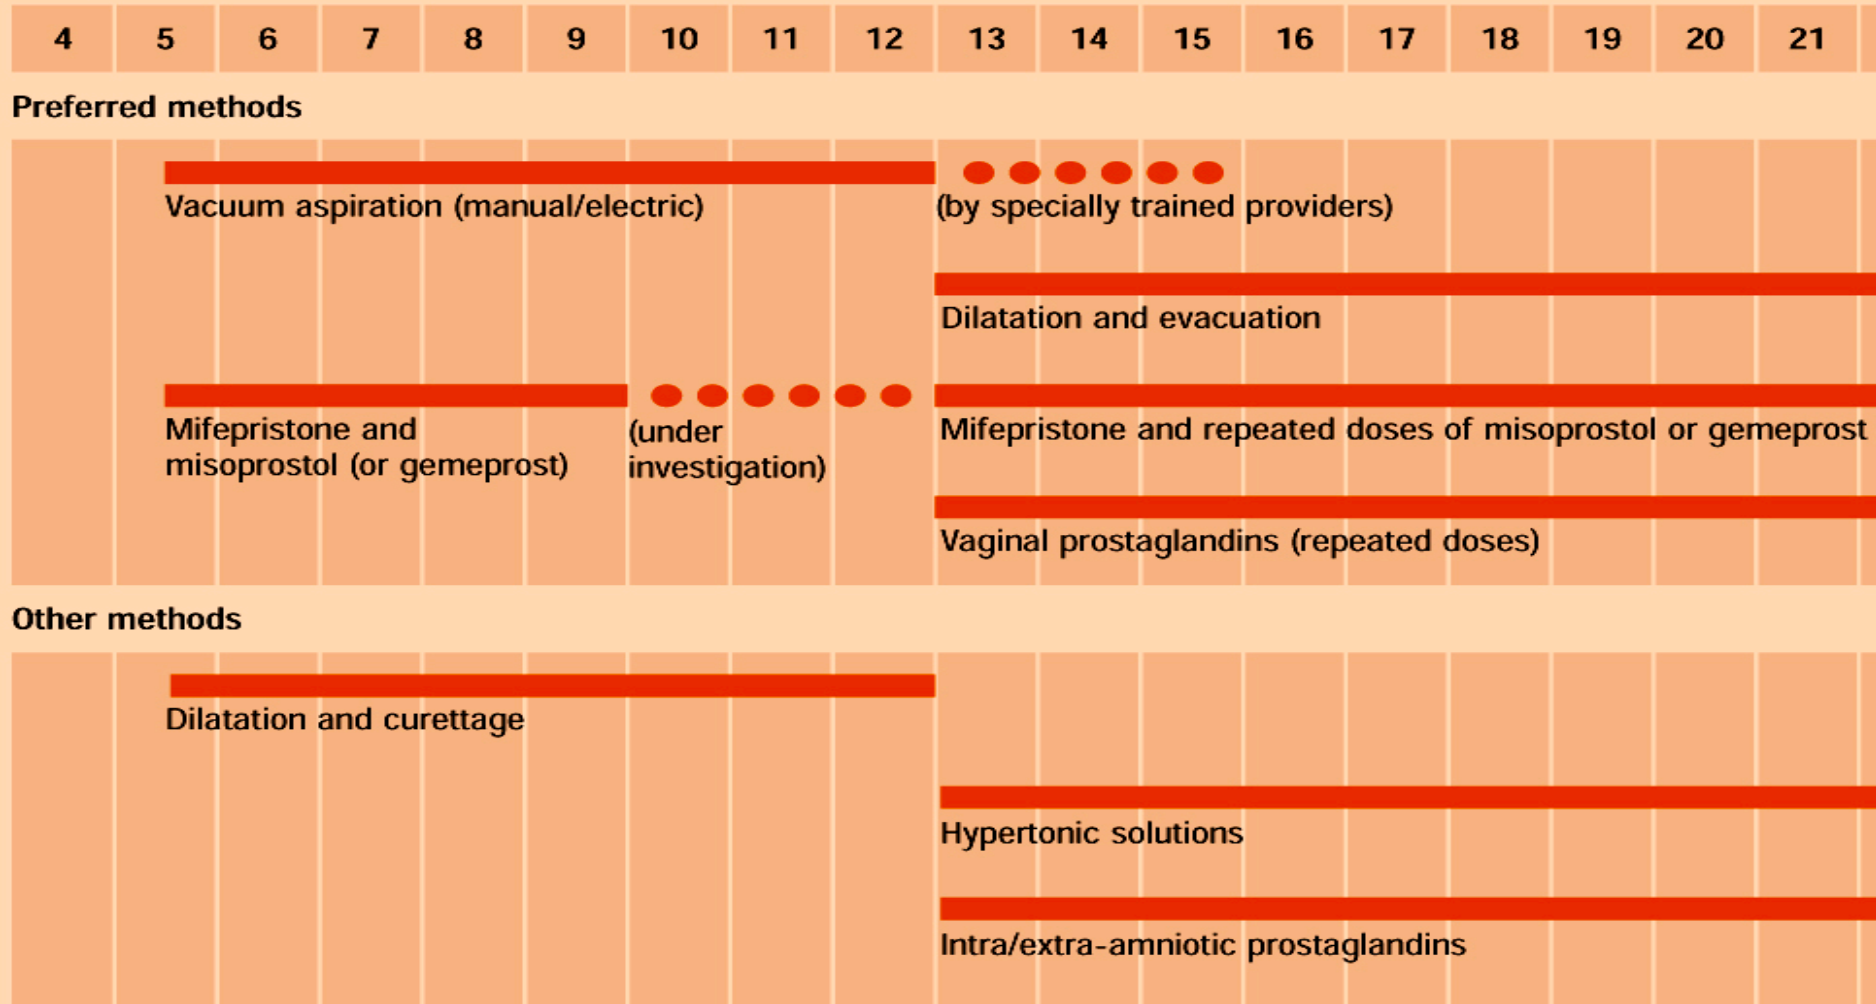 4 5 6 7 8 9 10 11 12 13 14 15 16 17 18 19 20 21
Preferred methods
Vacuum aspiration (manual/electric)
(by specially trained providers)
Dilatation and evacuation
Mifepristone and
misoprostol (or gemeprost)
(under
investigation)
Mifepristone and repeated doses of misoprostol or gemeprost
Vaginal prostaglandins (repeated doses)
Other methods
Dilatation and curettage
Hypertonic solutions
Intra/extra-amniotic prostaglandins